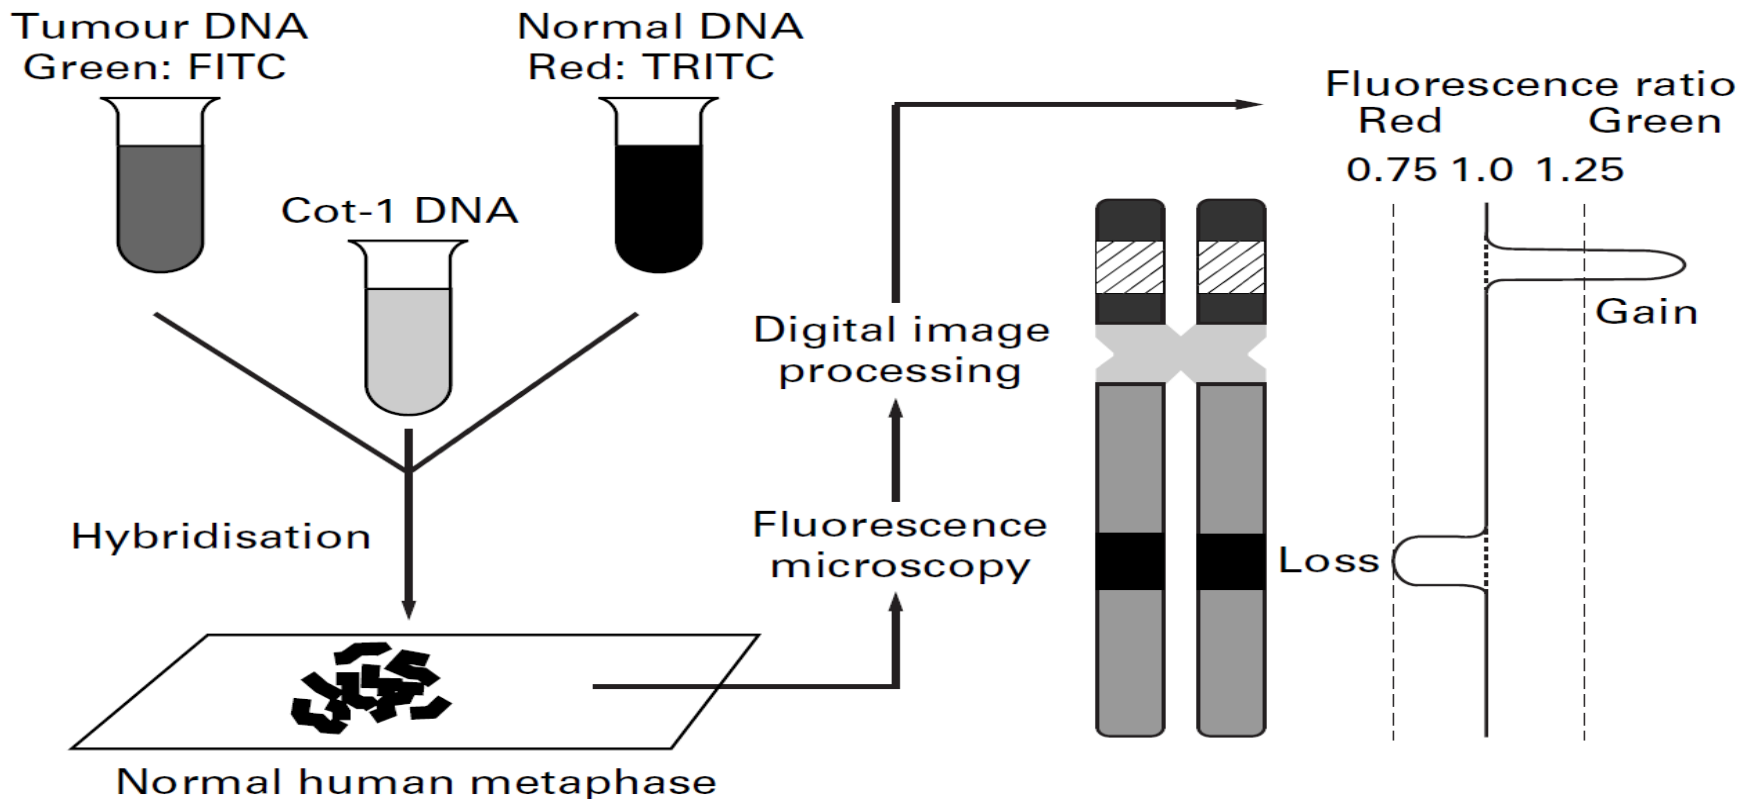 Tumour DNA
Green: FITC
Normal DNA
Red: TRITC
Cot-1 DNA
Hybridisation
Normal human metaphase
Fluorescence
microscopy
Digital image
processing
Fluorescence ratio
Red Green
0.75 1.0 1.25
Gain
Loss